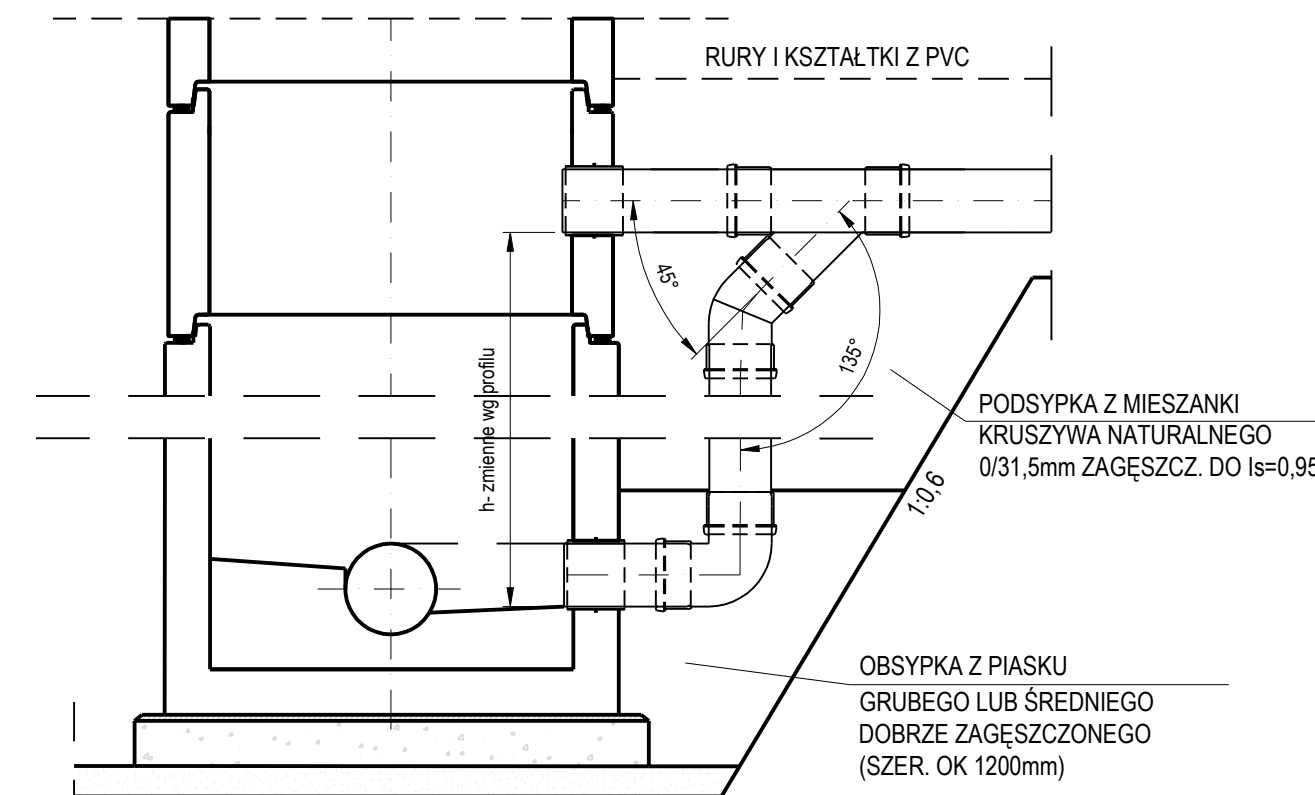 RURY I KSZTAŁTKI Z PVC
45°
135°
h- zmienne wg profilu
PODSYPKA Z MIESZANKI
KRUSZYWA NATURALNEGO
0/31,5mm ZAGĘSZCZ. DO Is=0,95
1:0,6
OBSYPKA Z PIASKU
GRUBEGO LUB ŚREDNIEGO
DOBRZE ZAGĘSZCZONEGO
(SZER. OK 1200mm)